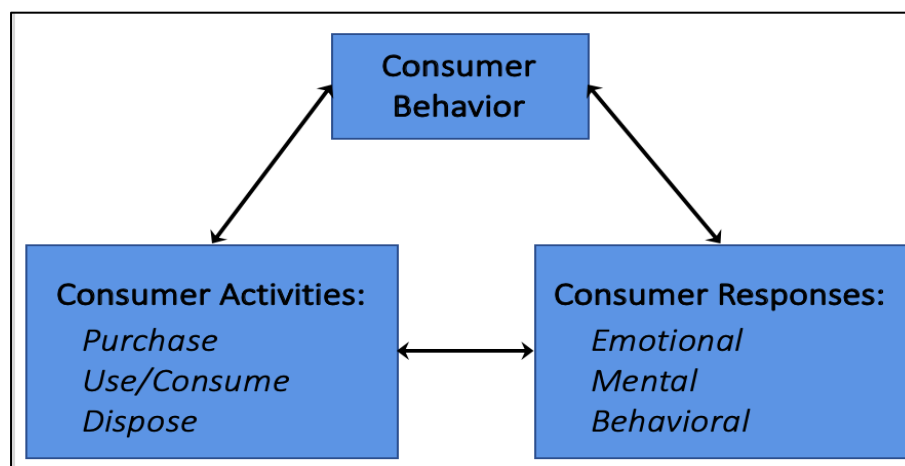 Consumer
Behavior
Consumer Activities:
Purchase
Use/Consume
Dispose
Consumer Responses:
Emotional
Mental
Behavioral